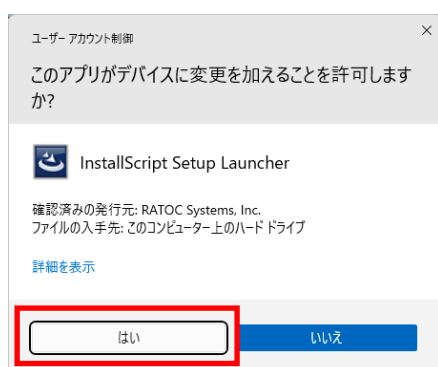 ユーザー アカウント制御
このアプリがデバイスに変更を加えることを許可します
か?
InstallScript Setup Launcher
確認済みの発行元: RATOC Systems, Inc.
ファイルの入手先: このコンピューター上のハード ドライブ
詳細を表示
はい
いいえ